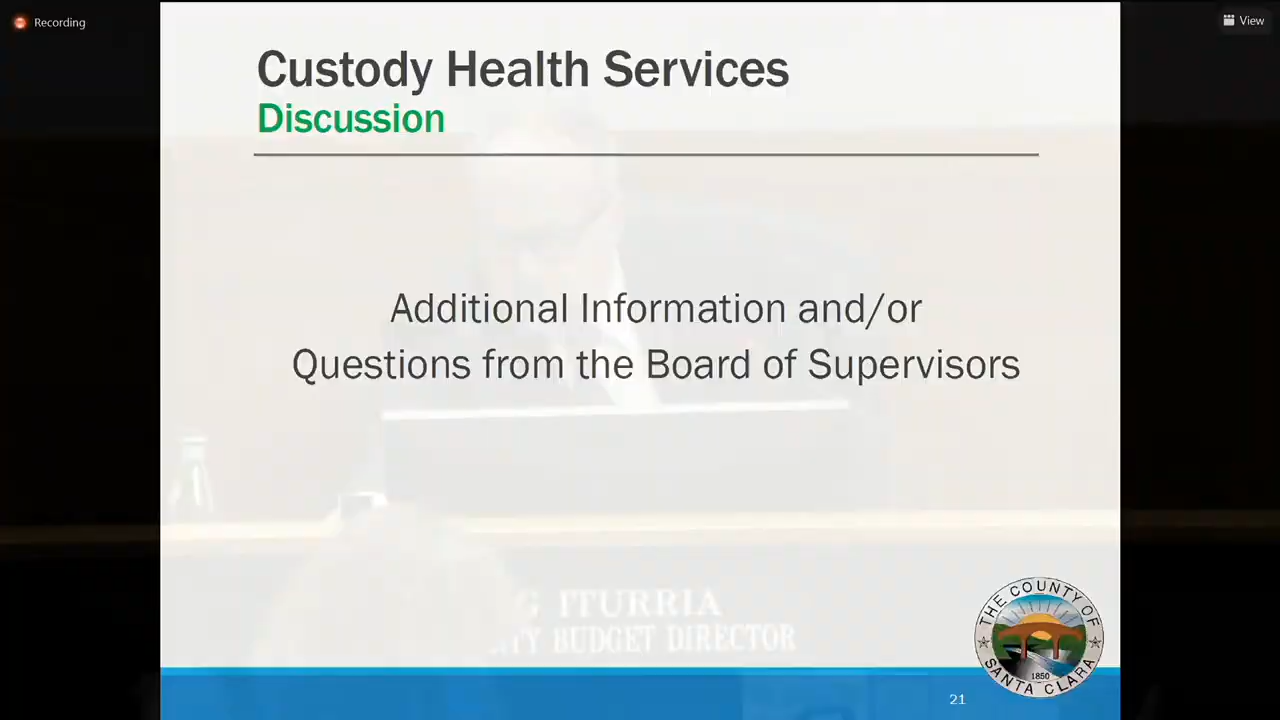 Recording
View
Custody Health Services
Discussion
Additional Information and/or
Questions from the Board of Supervisors
G ITURRIA
TY BUDGET DIRECTOR
THE COUNTY OF
SANTA CLARA
1850
21